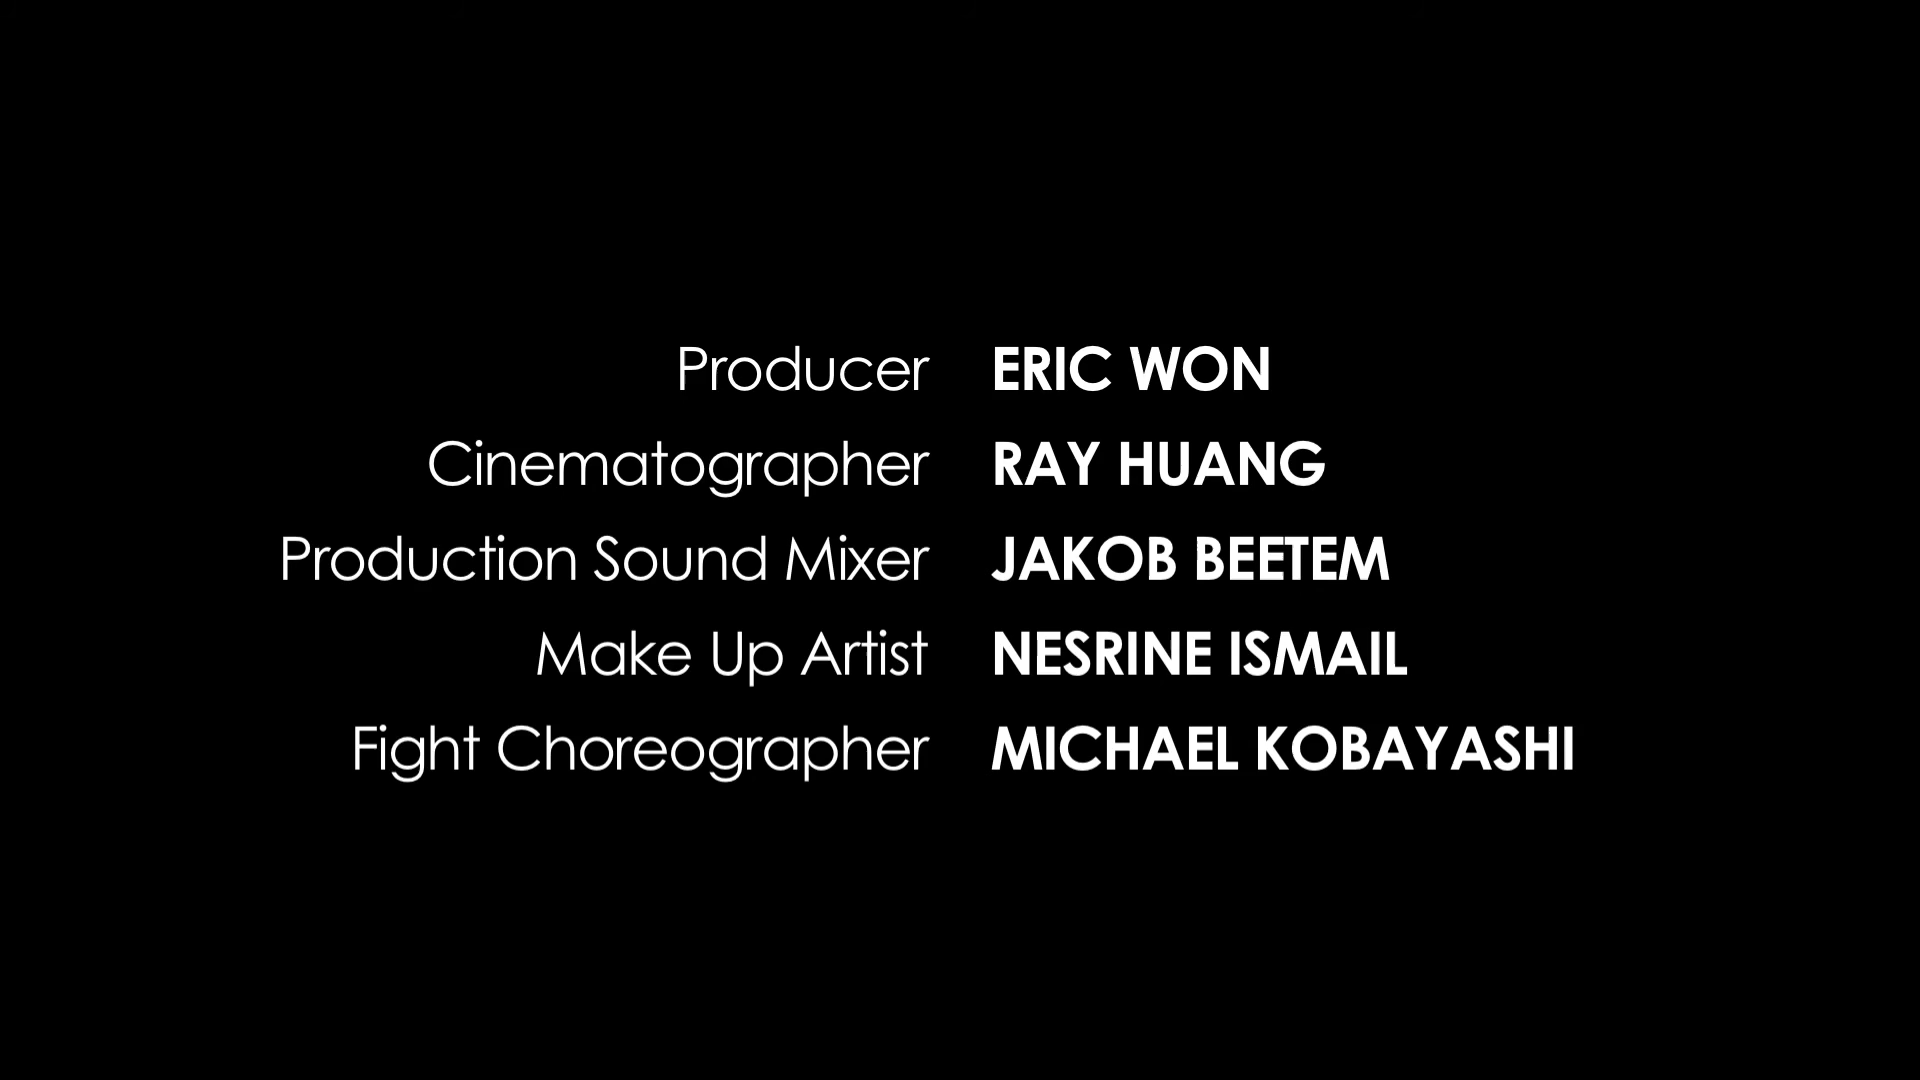 Producer ERIC WON
Cinematographer RAY HUANG
Production Sound Mixer JAKOB BEETEM
Make Up Artist NESRINE ISMAIL
Fight Choreographer MICHAEL KOBAYASHI